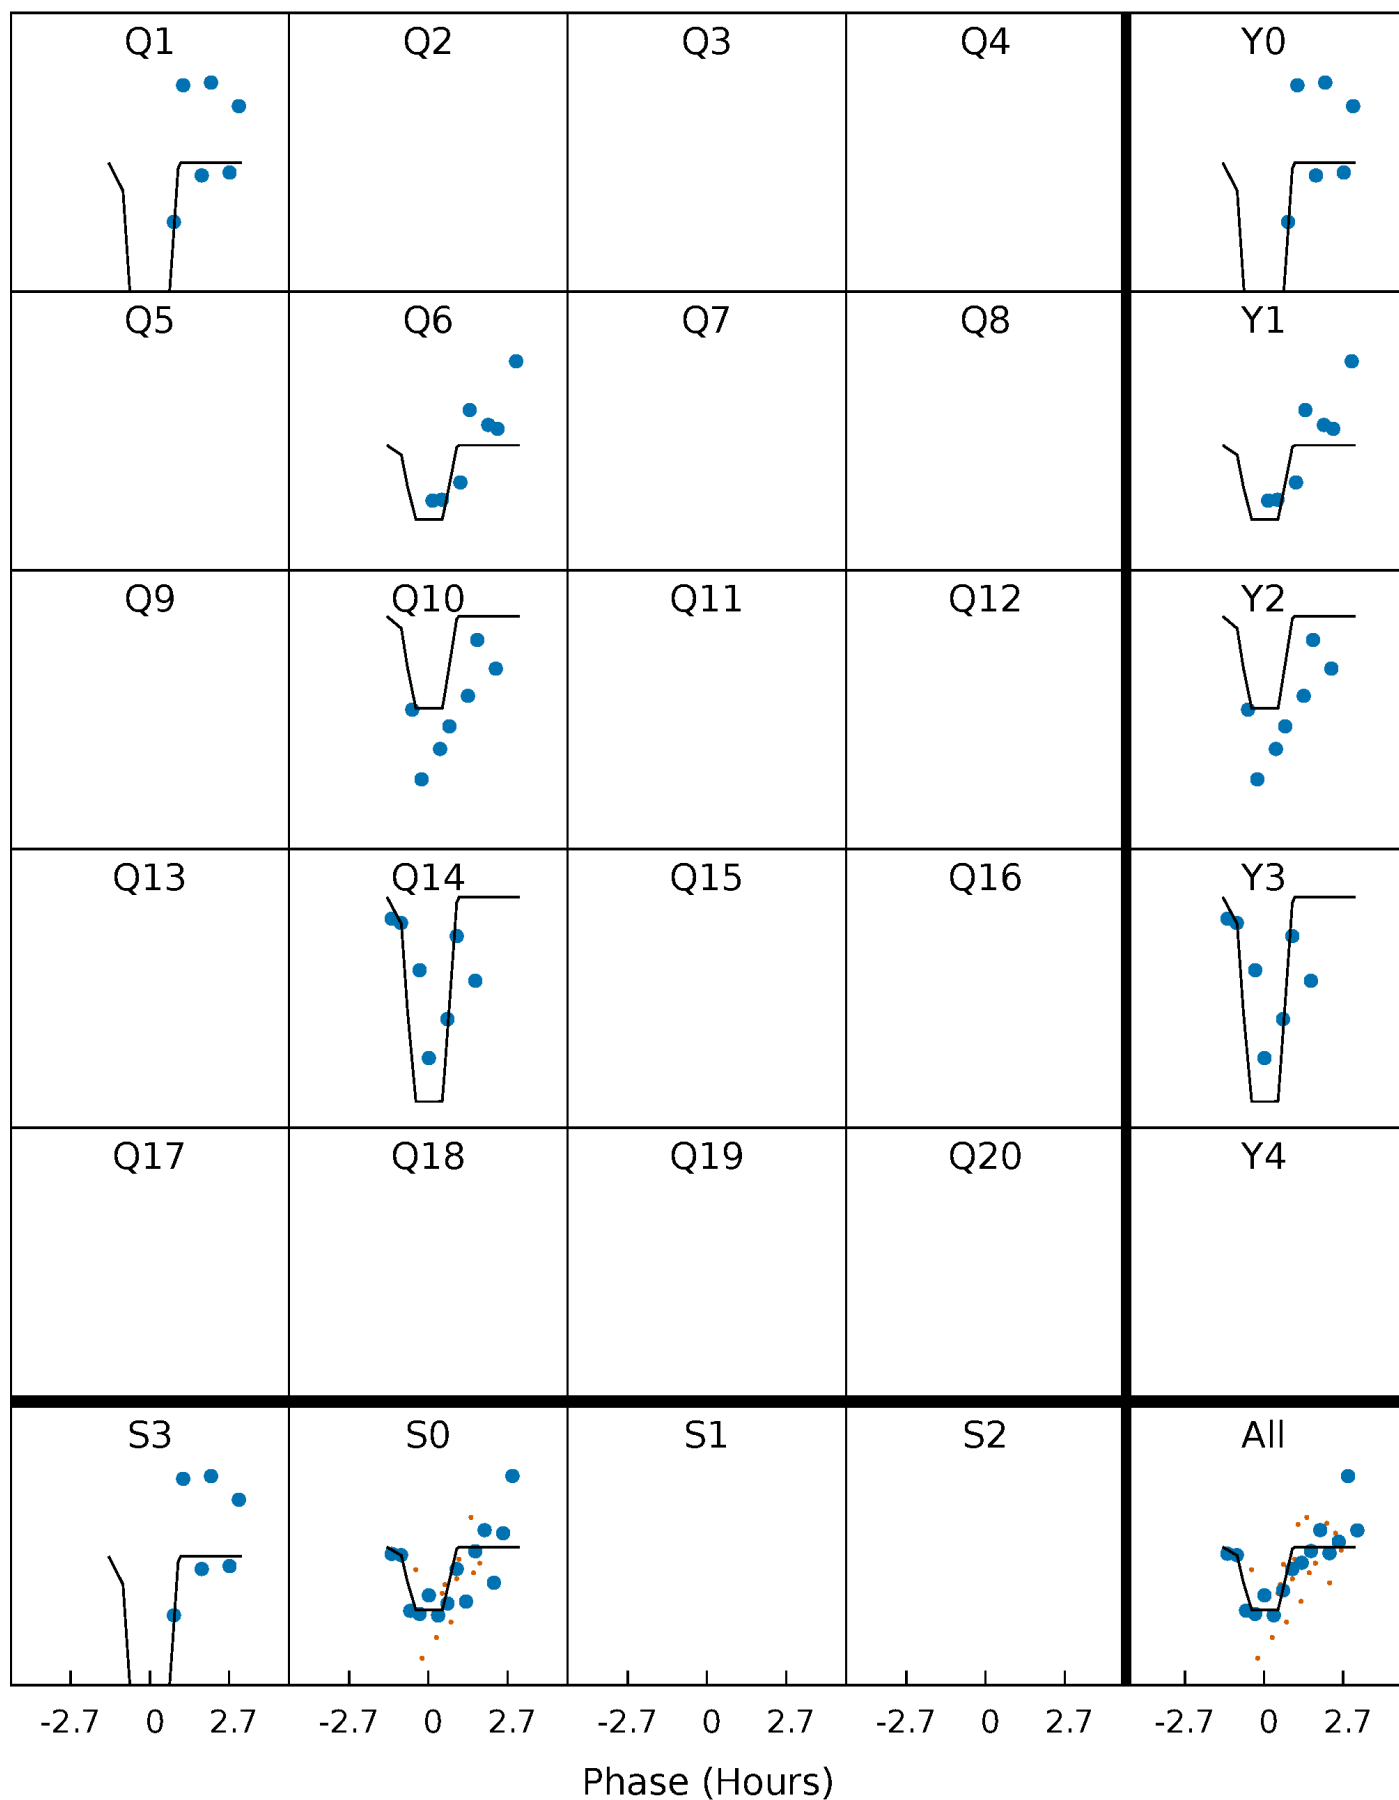 Q1 Q2 Q3 Q4 Y0
Q5 Q6 Q7 Q8 Y1
Q9 Q10 Q11 Q12 Y2
Q13 Q14 Q15 Q16 Y3
Q17 Q18 Q19 Q20 Y4
S3 S0 S1 S2 All
-2.7 0 2.7 -2.7 0 2.7 -2.7 0 2.7 -2.7 0 2.7 -2.7 0 2.7
Phase (Hours)